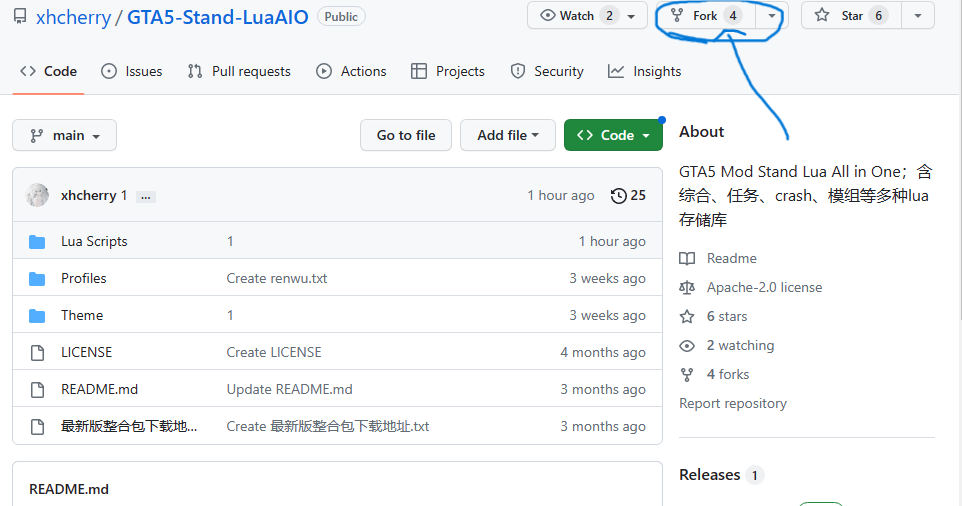 xhcherry / GTA5-Stand-LuaAIO Public
Watch 2 Fork 4 Star 6
Code Issues Pull requests Actions Projects Security Insights
main Go to file Add file Code
xhcherry 1 ... 1 hour ago 25
Lua Scripts 1 1 hour ago
Profiles Create renwu.txt 3 weeks ago
Theme 1 3 weeks ago
LICENSE Create LICENSE 4 months ago
README.md Update README.md 3 months ago
最新版整合包下载地... Create 最新版整合包下载地址.txt 3 months ago
README.md
About
GTA5 Mod Stand Lua All in One；含
综合、任务、crash、模组等多种lua
存储库
Readme
Apache-2.0 license
6 stars
2 watching
4 forks
Report repository
Releases 1